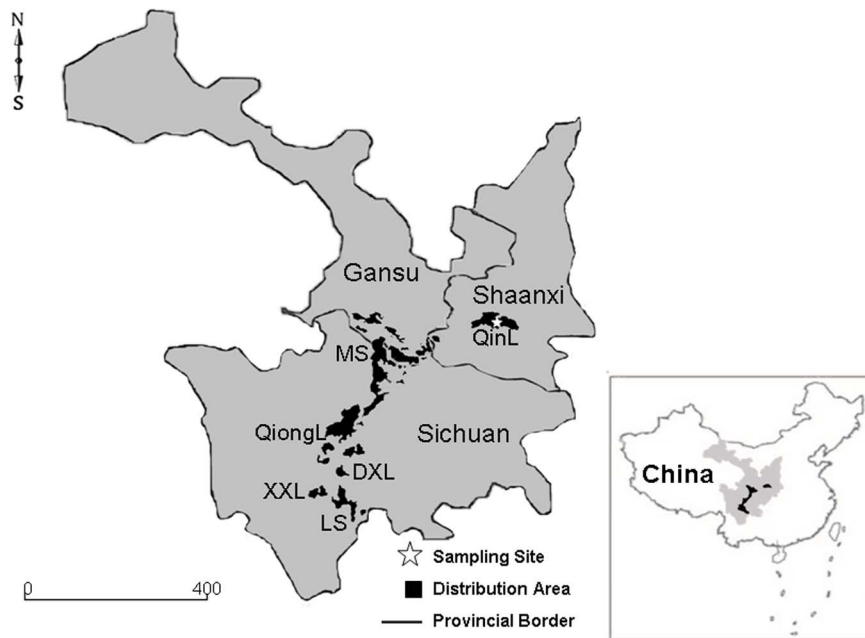 N
S
Gansu
Shaanxi
QinL
MS
QiongL
Sichuan
DXL
XXL
LS
China
0 400
Sampling Site
Distribution Area
Provincial Border